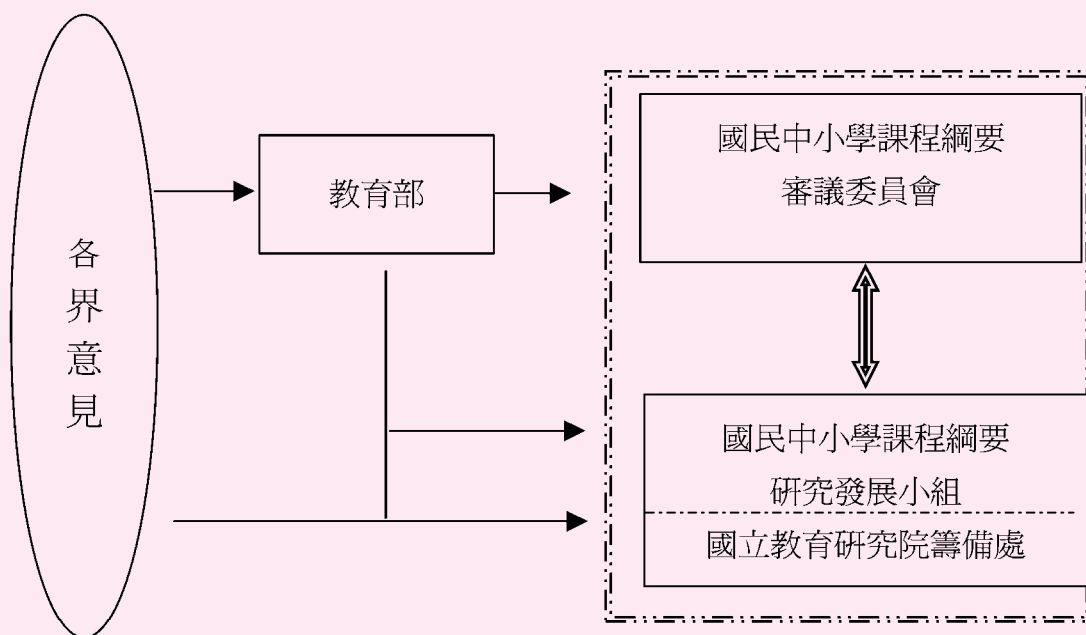 各界意見
教育部
國民中小學課程綱要
審議委員會
國民中小學課程綱要
研究發展小組
國立教育研究院籌備處